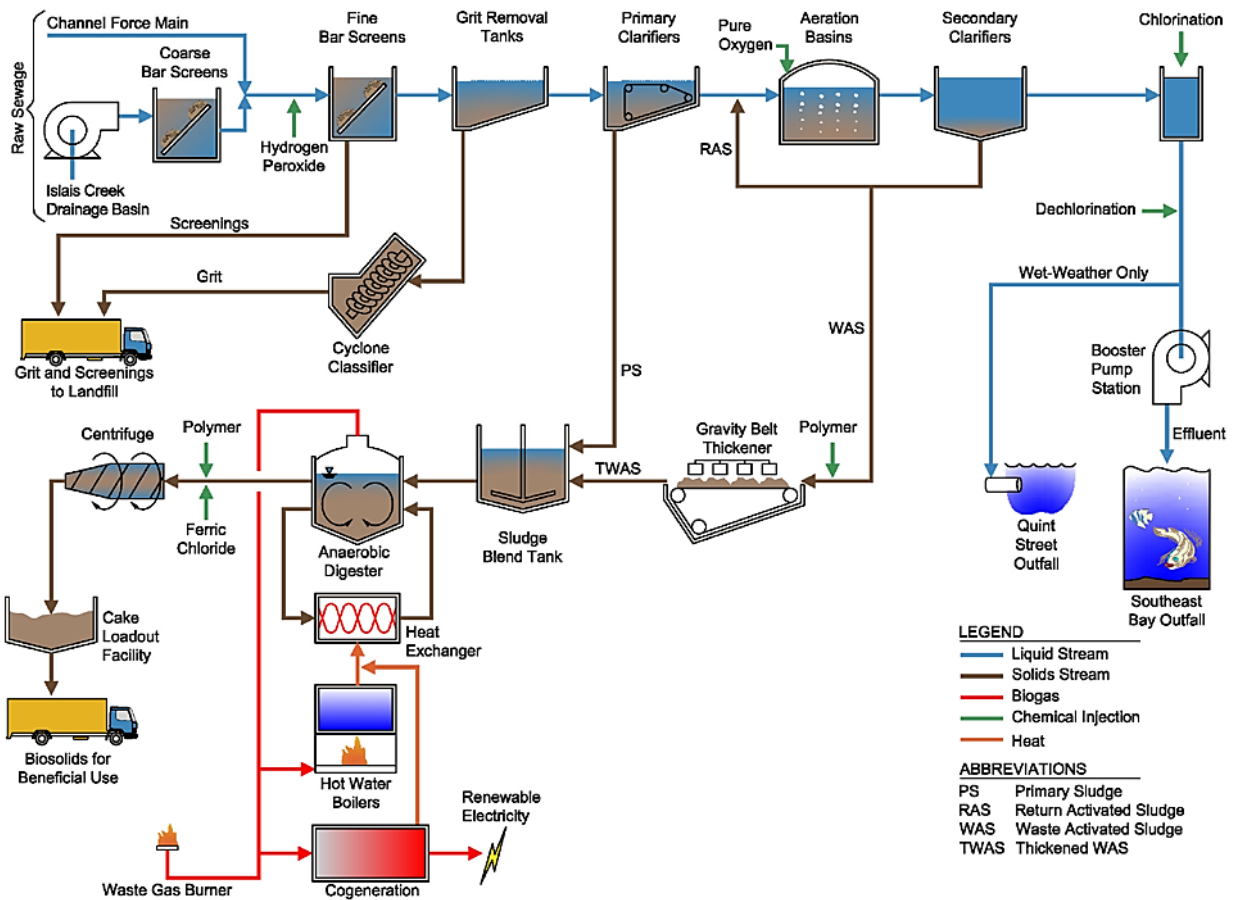 Channel Force Main
Raw Sewage
Coarse
Bar Screens
Islais Creek
Drainage Basin
Hydrogen
Peroxide
Fine
Bar Screens
Grit Removal
Tanks
Primary
Clarifiers
Pure
Oxygen
Aeration
Basins
Secondary
Clarifiers
Chlorination
RAS
Dechlorination
Screenings
Grit
Wet-Weather Only
Cyclone
Classifier
Grit and Screenings
to Landfill
PS
WAS
Booster
Pump
Station
Effluent
Centrifuge
Polymer
Ferric
Chloride
Anaerobic
Digester
Sludge
Blend Tank
TWAS
Gravity Belt
Thickener
Polymer
Quint
Street
Outfall
Southeast
Bay Outfall
Cake
Loadout
Facility
Heat
Exchanger
Biosolids for
Beneficial Use
Hot Water
Boilers
Renewable
Electricity
Waste Gas Burner
Cogeneration
LEGEND
Liquid Stream
Solids Stream
Biogas
Chemical Injection
Heat
ABBREVIATIONS
PS Primary Sludge
RAS Return Activated Sludge
WAS Waste Activated Sludge
TWAS Thickened WAS